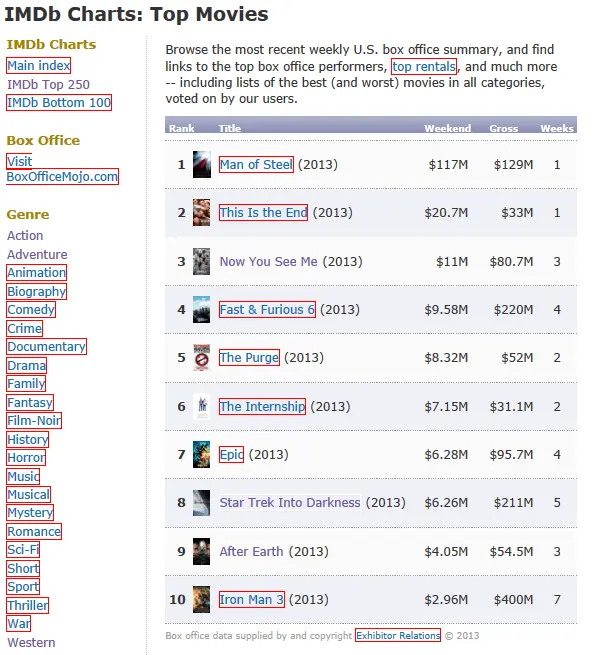 IMDb Charts: Top Movies
IMDb Charts
Main index
IMDb Top 250
IMDb Bottom 100
Box Office
Visit
BoxOfficeMojo.com
Genre
Action
Adventure
Animation
Biography
Comedy
Crime
Documentary
Drama
Family
Fantasy
Film-Noir
History
Horror
Music
Musical
Mystery
Romance
Sci-Fi
Short
Sport
Thriller
War
Western
Browse the most recent weekly U.S. box office summary, and find
links to the top box office performers, top rentals, and much more
-- including lists of the best (and worst) movies in all categories,
voted on by our users.
Rank Title Weekend Gross Weeks
1 Man of Steel (2013) $117M $129M 1
2 This Is the End (2013) $20.7M $33M 1
3 Now You See Me (2013) $11M $80.7M 3
4 Fast & Furious 6 (2013) $9.58M $220M 4
5 The Purge (2013) $8.32M $52M 2
6 The Internship (2013) $7.15M $31.1M 2
7 Epic (2013) $6.28M $95.7M 4
8 Star Trek Into Darkness (2013) $6.26M $211M 5
9 After Earth (2013) $4.05M $54.5M 3
10 Iron Man 3 (2013) $2.96M $400M 7
Box office data supplied by and copyright Exhibitor Relations © 2013